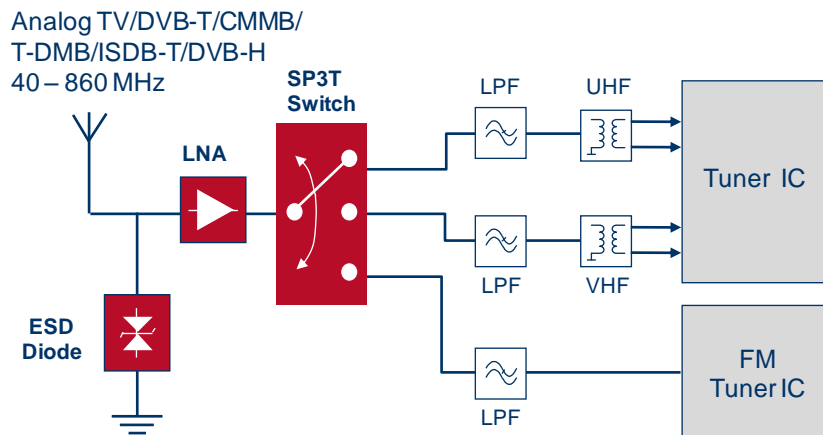 Analog TV/DVB-T/CMMB/
T-DMB/ISDB-T/DVB-H
40 – 860 MHz
SP3T
Switch
LNA
ESD
Diode
LPF
UHF
Tuner IC
LPF
VHF
LPF
FM
Tuner IC